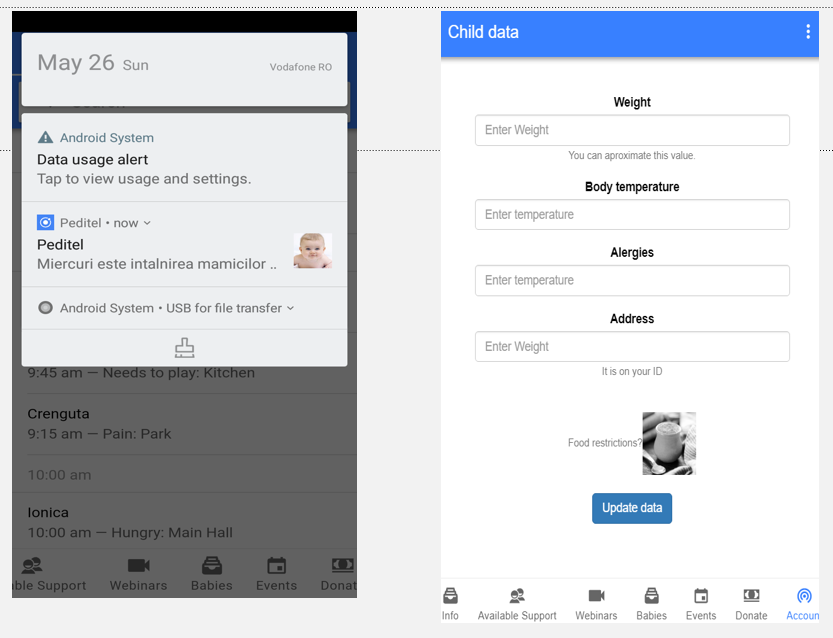 May 26 Sun
Vodafone RO
Search
Android System
Data usage alert
Tap to view usage and settings.
Peditel • now
Peditel
Miercuri este intalnirea mamicilor ..
Android System • USB for file transfer
9:45 am — Needs to play: Kitchen
Crenguta
9:15 am — Pain: Park
10:00 am
Ionica
10:00 am — Hungry: Main Hall
ble Support
Webinars
Babies
Events
Donat
Child data
Weight
Enter Weight
You can aproximate this value.
Body temperature
Enter temperature
Alergies
Enter temperature
Address
Enter Weight
It is on your ID
Food restrictions?
Update data
Info
Available Support
Webinars
Babies
Events
Donate
Accoun